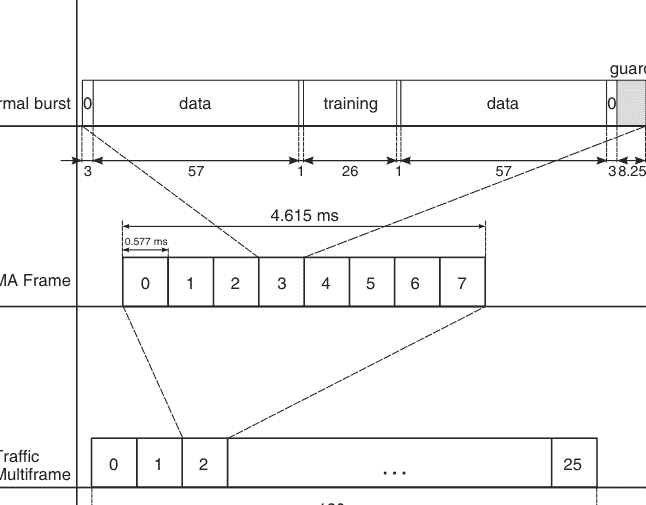 guard
rmal burst 0 data training data 0
3 57 1 26 1 57 3 8.25
4.615 ms
0.577 ms
MA Frame 0 1 2 3 4 5 6 7
Traffic
Multiframe
0 1 2 ... 25